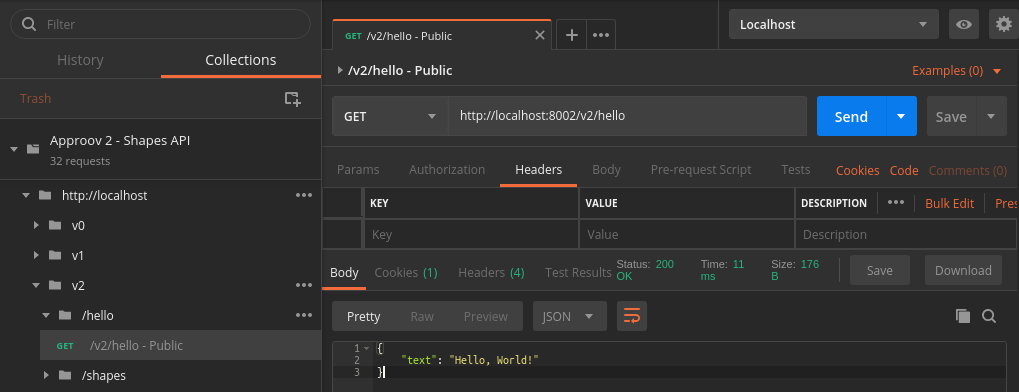 Filter
History Collections
Trash
Approov 2 - Shapes API
32 requests
http://localhost
v0
v1
v2
/hello
GET /v2/hello - Public
/shapes
GET /v2/hello - Public
Localhost
/v2/hello - Public Examples (0)
GET http://localhost:8002/v2/hello Send Save
Params Authorization Headers Body Pre-request Script Tests Cookies Code Comments (0)
KEY VALUE DESCRIPTION Bulk Edit
Key Value Description
Body Cookies (1) Headers (4) Test Results Status: 200 OK Time: 11 ms Size: 176 B Save Download
Pretty Raw Preview JSON
1 {
2 "text": "Hello, World!"
3 }